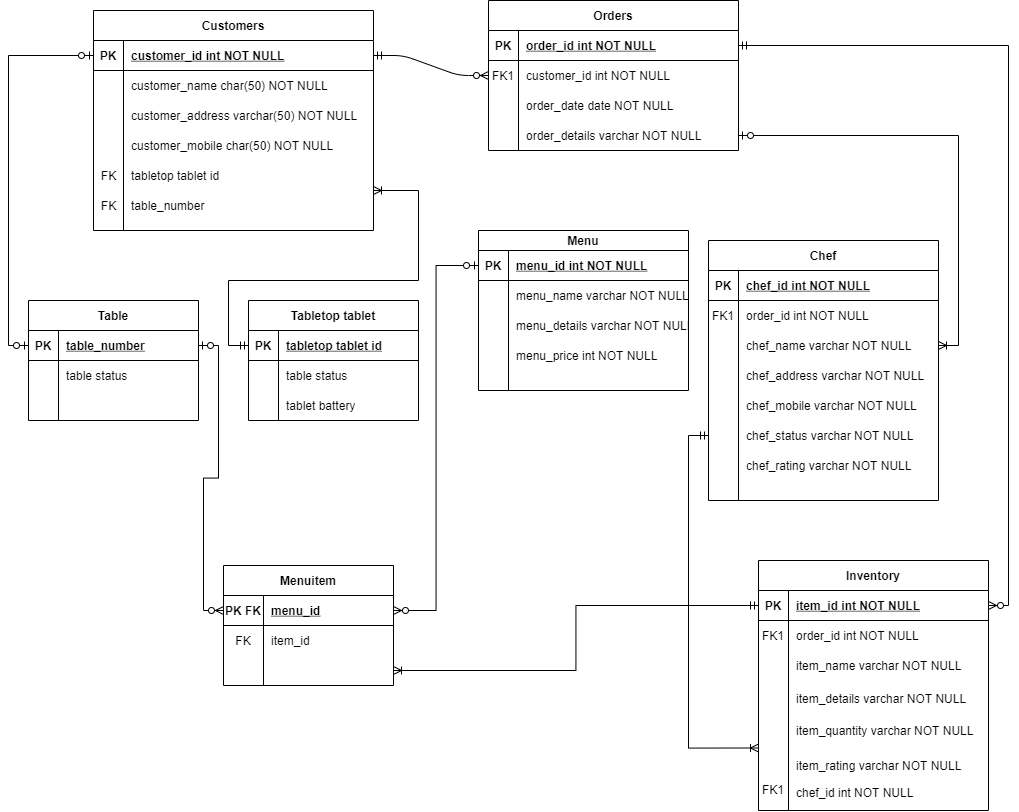 Customers
PK customer_id int NOT NULL
customer_name char(50) NOT NULL
customer_address varchar(50) NOT NULL
customer_mobile char(50) NOT NULL
FK tabletop tablet id
FK table_number
Orders
PK order_id int NOT NULL
FK1 customer_id int NOT NULL
order_date date NOT NULL
order_details varchar NOT NULL
Menu
PK menu_id int NOT NULL
menu_name varchar NOT NULL
menu_details varchar NOT NUL
menu_price int NOT NULL
Chef
PK chef_id int NOT NULL
FK1 order_id int NOT NULL
chef_name varchar NOT NULL
chef_address varchar NOT NULL
chef_mobile varchar NOT NULL
chef_status varchar NOT NULL
chef_rating varchar NOT NULL
Table
PK table_number
table status
Tabletop tablet
PK tabletop tablet id
table status
tablet battery
Menuitem
PK FK menu_id
FK item_id
Inventory
PK item_id int NOT NULL
FK1 order_id int NOT NULL
item_name varchar NOT NULL
item_details varchar NOT NULL
item_quantity varchar NOT NULL
item_rating varchar NOT NULL
FK1 chef_id int NOT NULL